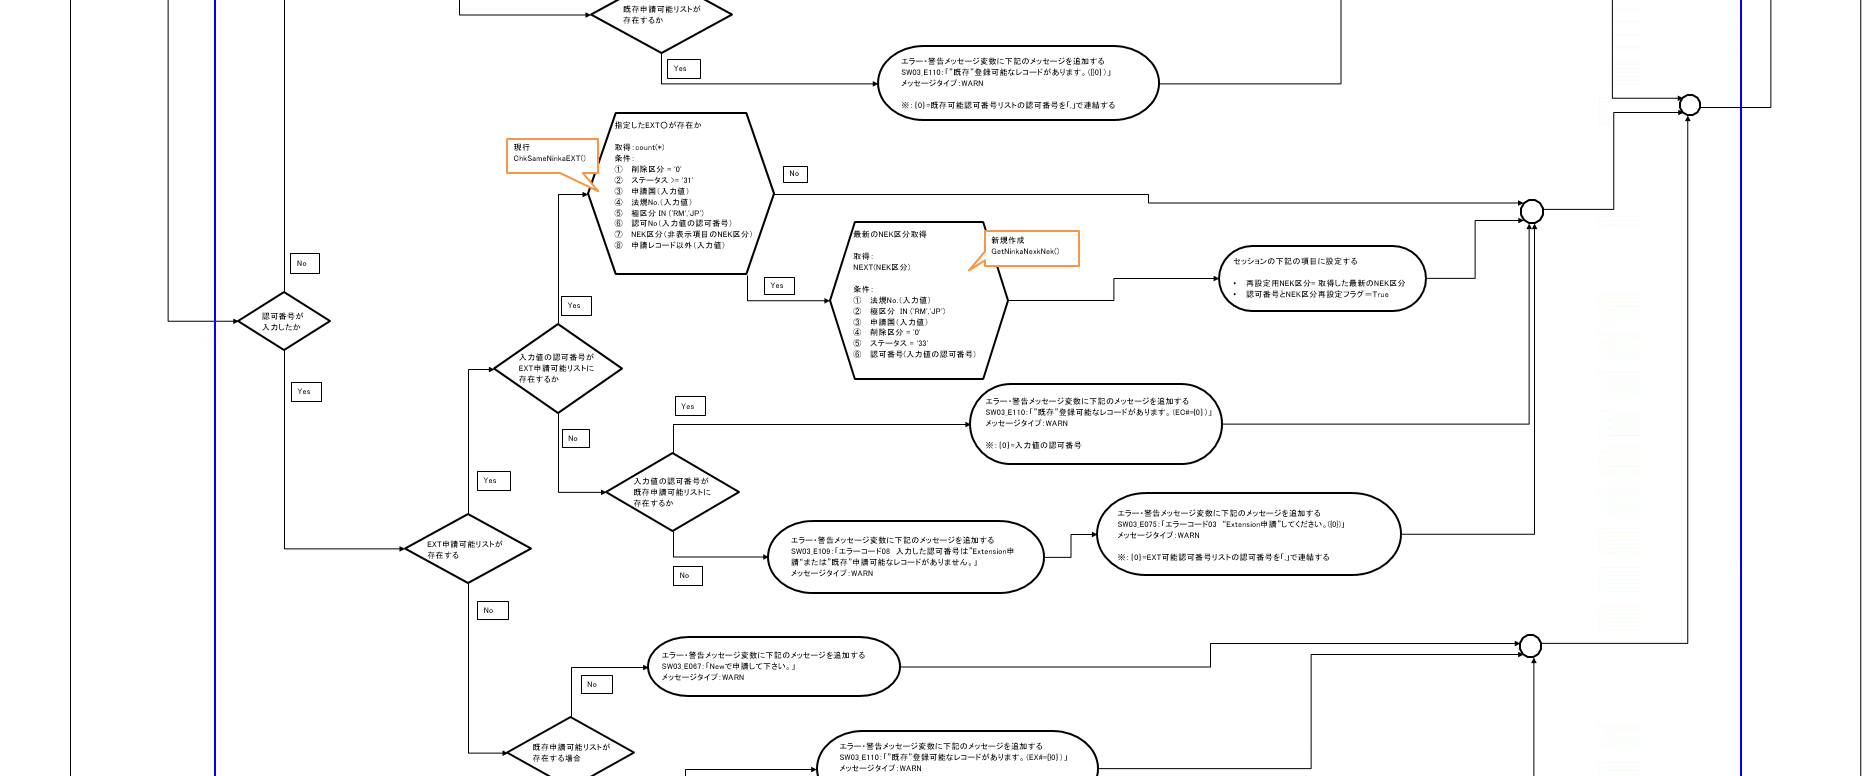 既存申請可能リストが
存在するか
Yes
エラー・警告メッセージ変数に下記のメッセージを追加する
SW03_E110:「"既存"登録可能なレコードがあります。({0})」
メッセージタイプ:WARN
※:{0}=既存可能認可番号リストの認可番号を「,」で連結する
指定したEXT〇が存在か
取得:count(*)
条件:
① 削除区分 = '0'
② ステータス >= '31'
③ 申請国(入力値)
④ 法規No.(入力値)
⑤ 極区分 IN ('RM','JP')
⑥ 認可No(入力値の認可番号)
⑦ NEK区分(非表示項目のNEK区分)
⑧ 申請レコード以外(入力値)
現行
ChkSameNinkaEXT()
No
Yes
最新のNEK区分取得
取得:
NEXT(NEK区分)
条件:
① 法規No.(入力値)
② 極区分 IN ('RM','JP')
③ 申請国(入力値)
④ 削除区分 = '0'
⑤ ステータス = '33'
⑥ 認可番号(入力値の認可番号)
新規作成
GetNinkaNexkNek()
セッションの下記の項目に設定する
• 再設定用NEK区分= 取得した最新のNEK区分
• 認可番号とNEK区分再設定フラグ=True
No
認可番号が
入力したか
Yes
Yes
入力値の認可番号が
EXT申請可能リストに
存在するか
No
Yes
エラー・警告メッセージ変数に下記のメッセージを追加する
SW03_E110:「"既存"登録可能なレコードがあります。(EC#={0})」
メッセージタイプ:WARN
※:{0}=入力値の認可番号
入力値の認可番号が
既存申請可能リストに
存在するか
No
エラー・警告メッセージ変数に下記のメッセージを追加する
SW03_E109:「エラーコード08 入力した認可番号は"Extension申
請"または"既存"申請可能なレコードがありません。」
メッセージタイプ:WARN
エラー・警告メッセージ変数に下記のメッセージを追加する
SW03_E075:「エラーコード03 "Extension申請"してください。({0})」
メッセージタイプ:WARN
※:{0}=EXT可能認可番号リストの認可番号を「,」で連結する
Yes
EXT申請可能リストが
存在する
No
エラー・警告メッセージ変数に下記のメッセージを追加する
SW03_E067:「Newで申請して下さい。」
メッセージタイプ:WARN
No
既存申請可能リストが
存在する場合
エラー・警告メッセージ変数に下記のメッセージを追加する
SW03_E110:「"既存"登録可能なレコードがあります。(EX#={0})」
メッセージタイプ:WARN